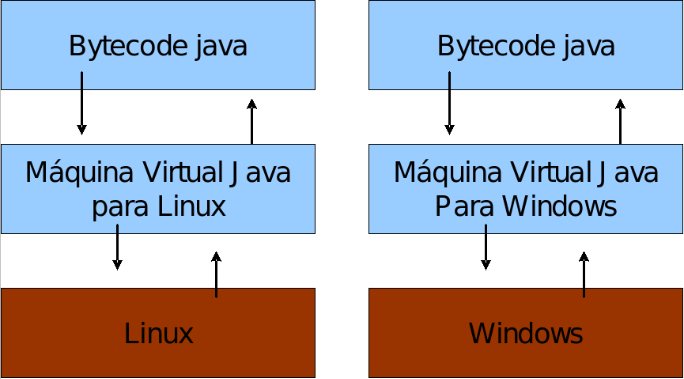 Bytecode java
Máquina Virtual Java
para Linux
Linux
Bytecode java
Máquina Virtual Java
Para Windows
Windows